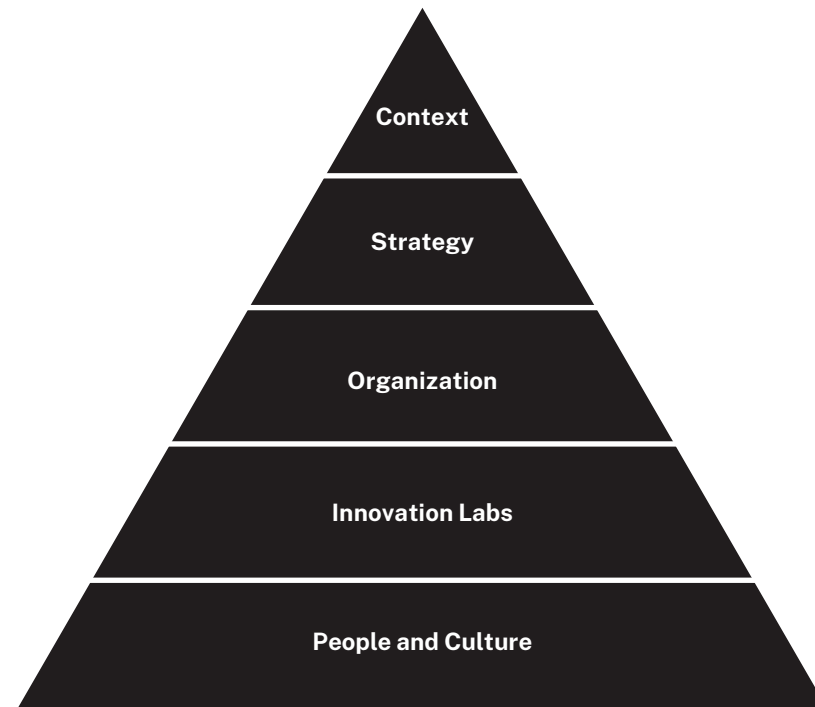 Context
Strategy
Organization
Innovation Labs
People and Culture